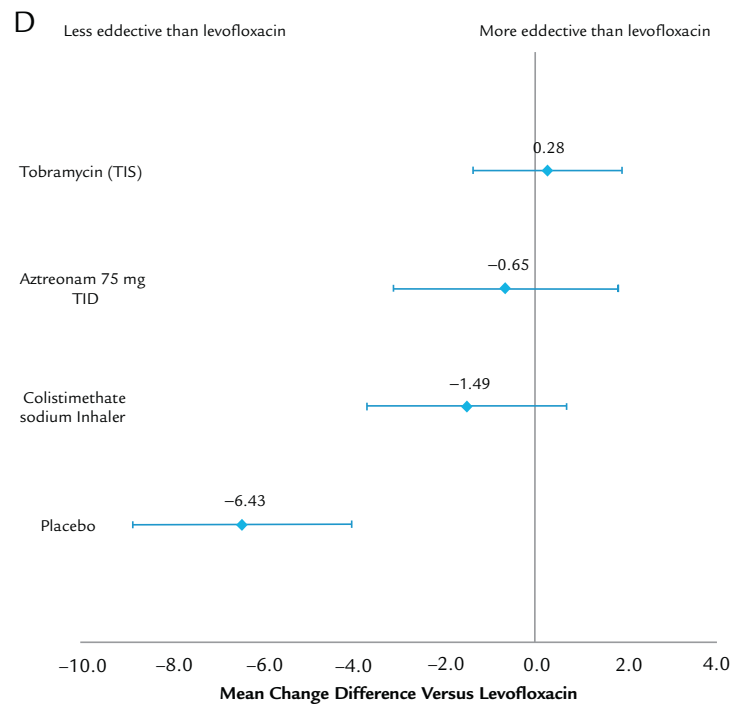 D
Less eddective than levofloxacin
More eddective than levofloxacin
0.28
Tobramycin (TIS)
−0.65
Aztreonam 75 mg
TID
−1.49
Colistimethate
sodium Inhaler
−6.43
Placebo
−10.0 −8.0 −6.0 −4.0 −2.0 0.0 2.0 4.0
Mean Change Difference Versus Levofloxacin